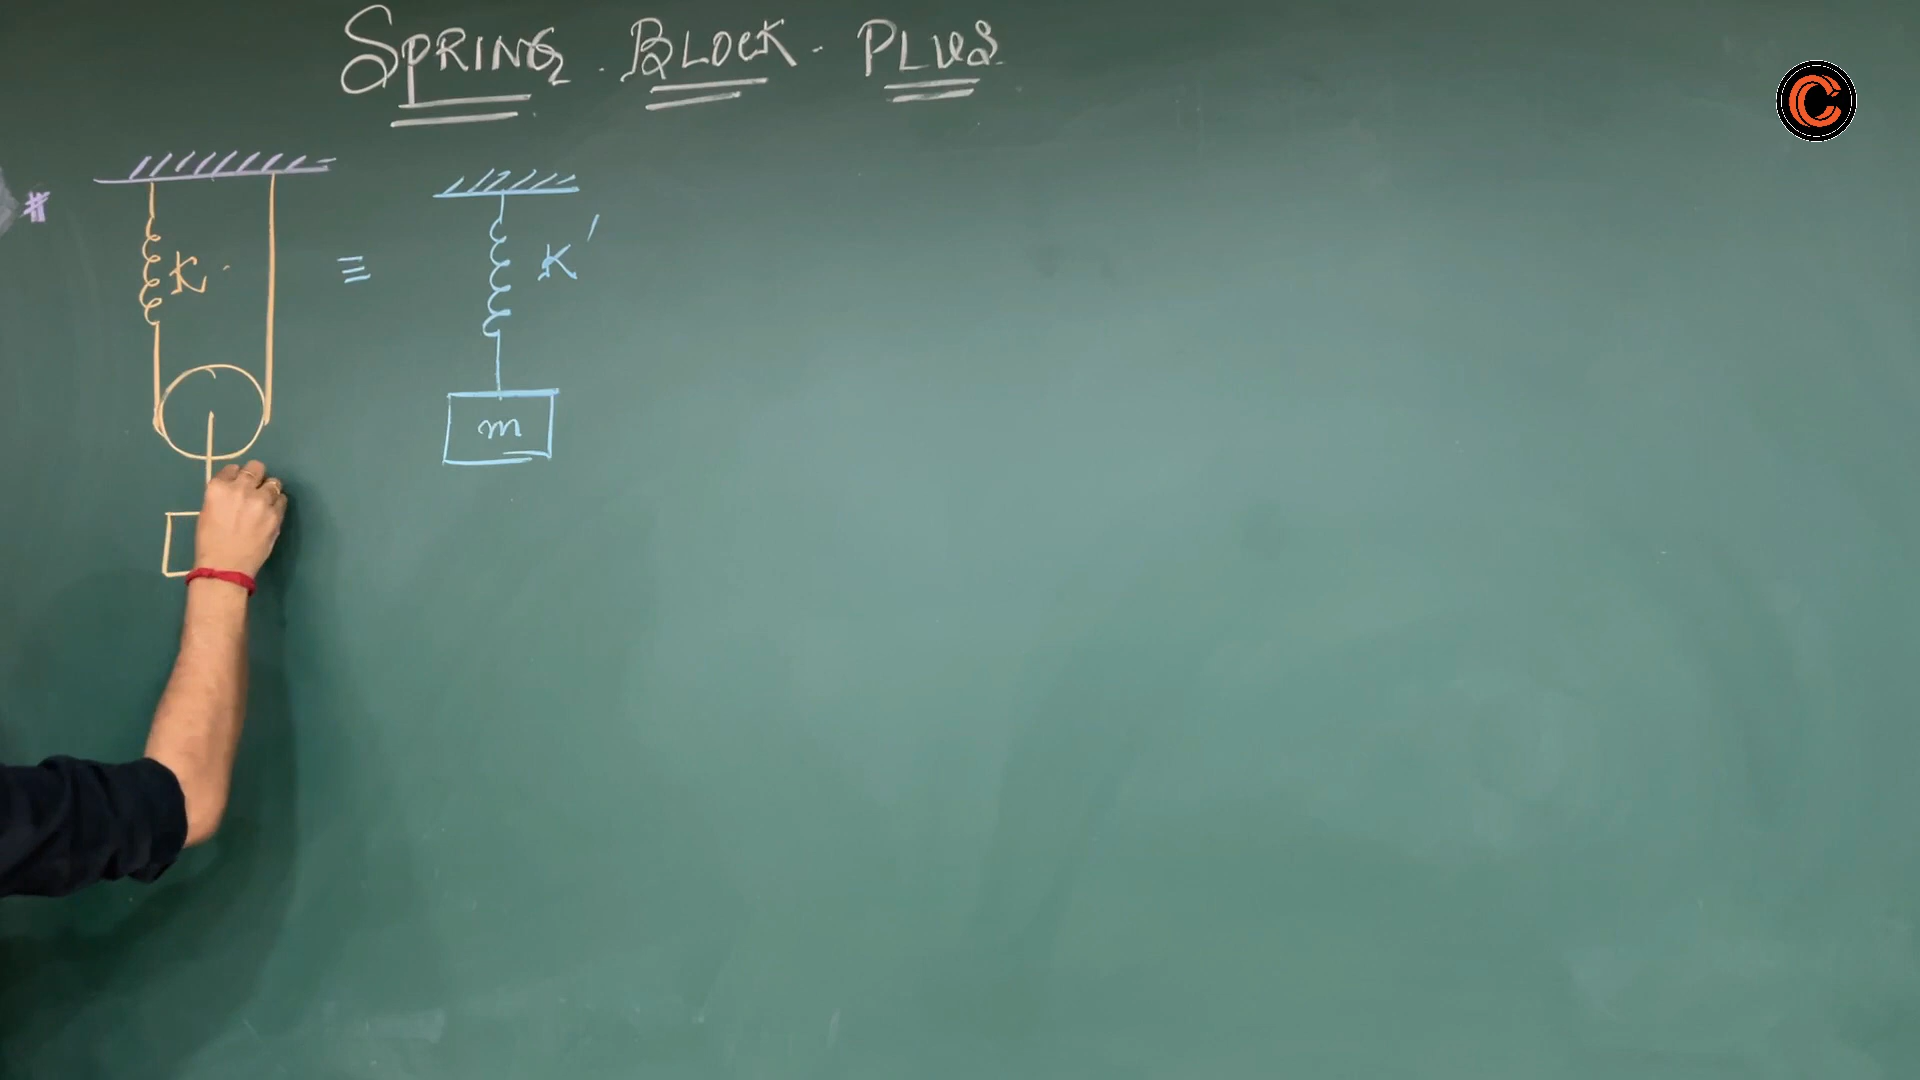 SPRING . BLOCK . PLUS
*
K
≡
K'
m